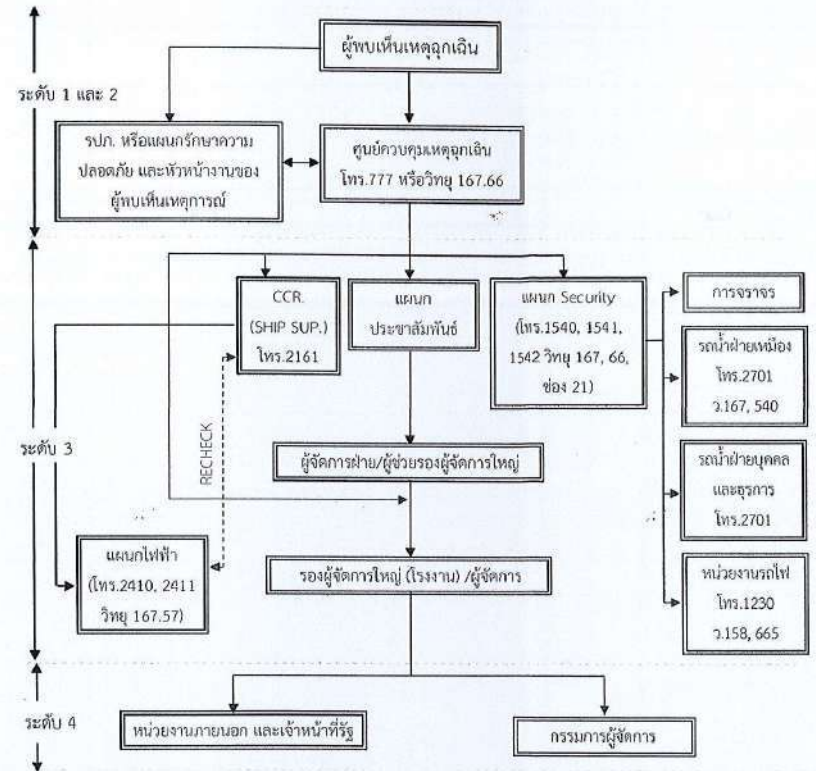 ผู้พบเห็นเหตุฉุกเฉิน
ระดับ 1 และ 2
รปภ. หรือแผนกรักษาความ
ปลอดภัย และหัวหน้างานของ
ผู้พบเห็นเหตุการณ์
ศูนย์ควบคุมเหตุฉุกเฉิน
โทร.777 หรือวิทยุ 167.66
CCR.
(SHIP SUP.)
โทร.2161
แผนก
ประชาสัมพันธ์
แผนก Security
(โทร.1540, 1541,
1542 วิทยุ 167, 66,
ช่อง 21)
การจราจร
รถน้ำฝ่ายเหมือง
โทร.2701
ว.167, 540
ระดับ 3
RECHECK
ผู้จัดการฝ่าย/ผู้ช่วยรองผู้จัดการใหญ่
รถน้ำฝ่ายบุคคล
และธุรการ
โทร.2701
แผนกไฟฟ้า
(โทร.2410, 2411
วิทยุ 167.57)
รองผู้จัดการใหญ่ (โรงงาน) /ผู้จัดการ
หน่วยงานรถไฟ
โทร.1230
ว.158, 665
ระดับ 4
หน่วยงานภายนอก และเจ้าหน้าที่รัฐ
กรรมการผู้จัดการ